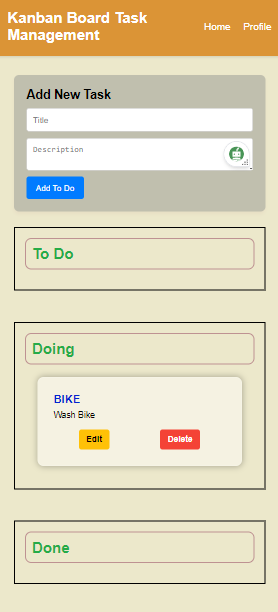 Kanban Board Task
Management
Home Profile
Add New Task
Title
Description
Add To Do
To Do
Doing
BIKE
Wash Bike
Edit Delete
Done